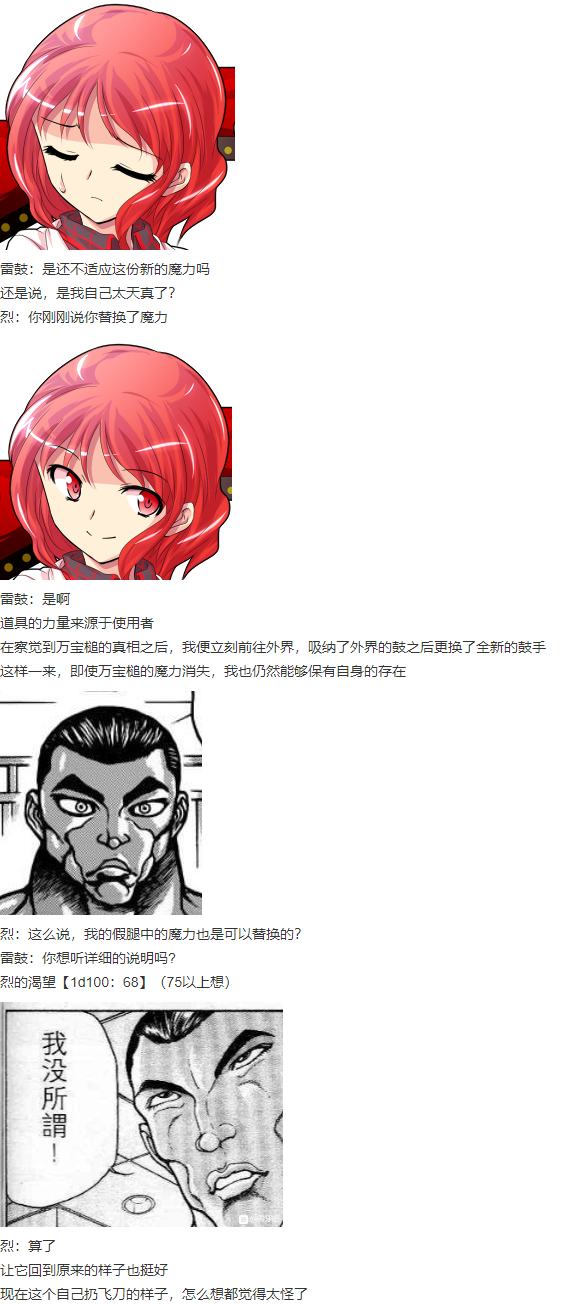 雷鼓：是还不适应这份新的魔力吗
还是说，是我自己太天真了？
烈：你刚刚说你替换了魔力
雷鼓：是啊
道具的力量来源于使用者
在察觉到万宝槌的真相之后，我便立刻前往外界，吸纳了外界的鼓之后更换了全新的鼓手
这样一来，即使万宝槌的魔力消失，我也仍然能够保有自身的存在
烈：这么说，我的假腿中的魔力也是可以替换的？
雷鼓：你想听详细的说明吗？
烈的渴望【1d100：68】（75以上想）
我没所謂！
烈：算了
让它回到原来的样子也挺好
现在这个自己扔飞刀的样子，怎么想都觉得太怪了